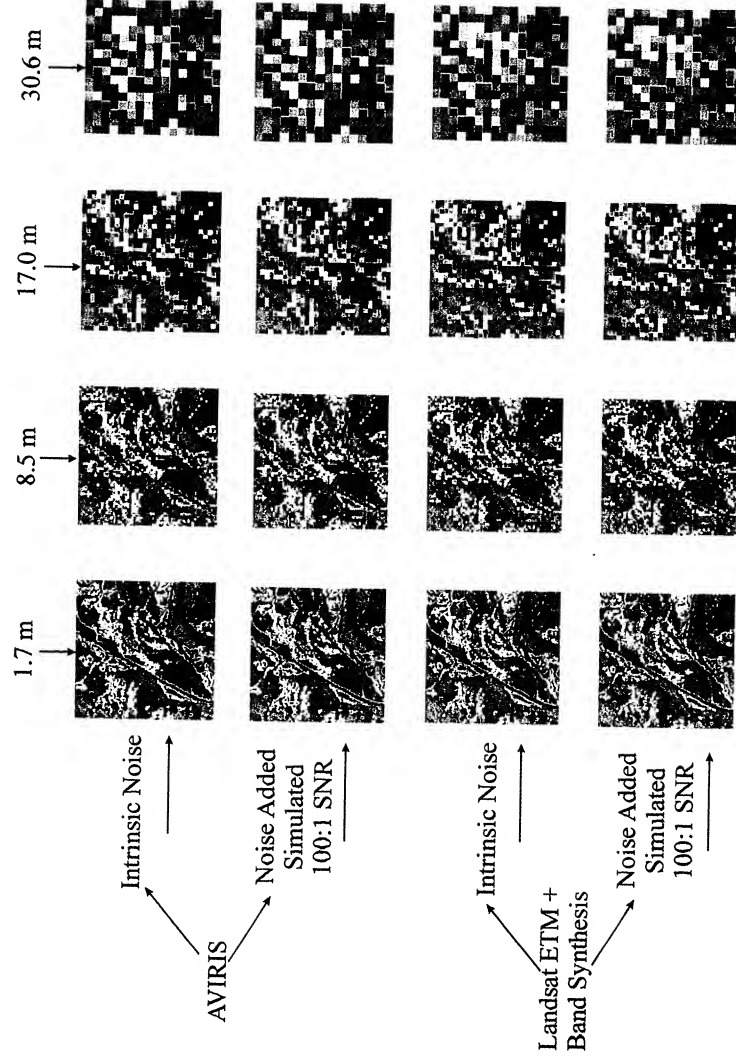 1.7 m
8.5 m
17.0 m
30.6 m
AVIRIS
Intrinsic Noise
Noise Added
Simulated
100:1 SNR
Landsat ETM +
Band Synthesis
Intrinsic Noise
Noise Added
Simulated
100:1 SNR